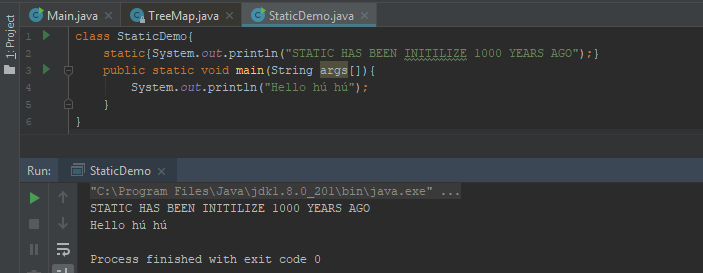 Main.java × TreeMap.java × StaticDemo.java ×
1: Project
1 class StaticDemo{
2 static{System.out.println("STATIC HAS BEEN INITILIZE 1000 YEARS AGO");}
3 public static void main(String args[]){
4 System.out.println("Hello hú hú");
5 }
6 }
Run: StaticDemo ×
"C:\Program Files\Java\jdk1.8.0_201\bin\java.exe" ...
STATIC HAS BEEN INITILIZE 1000 YEARS AGO
Hello hú hú
Process finished with exit code 0